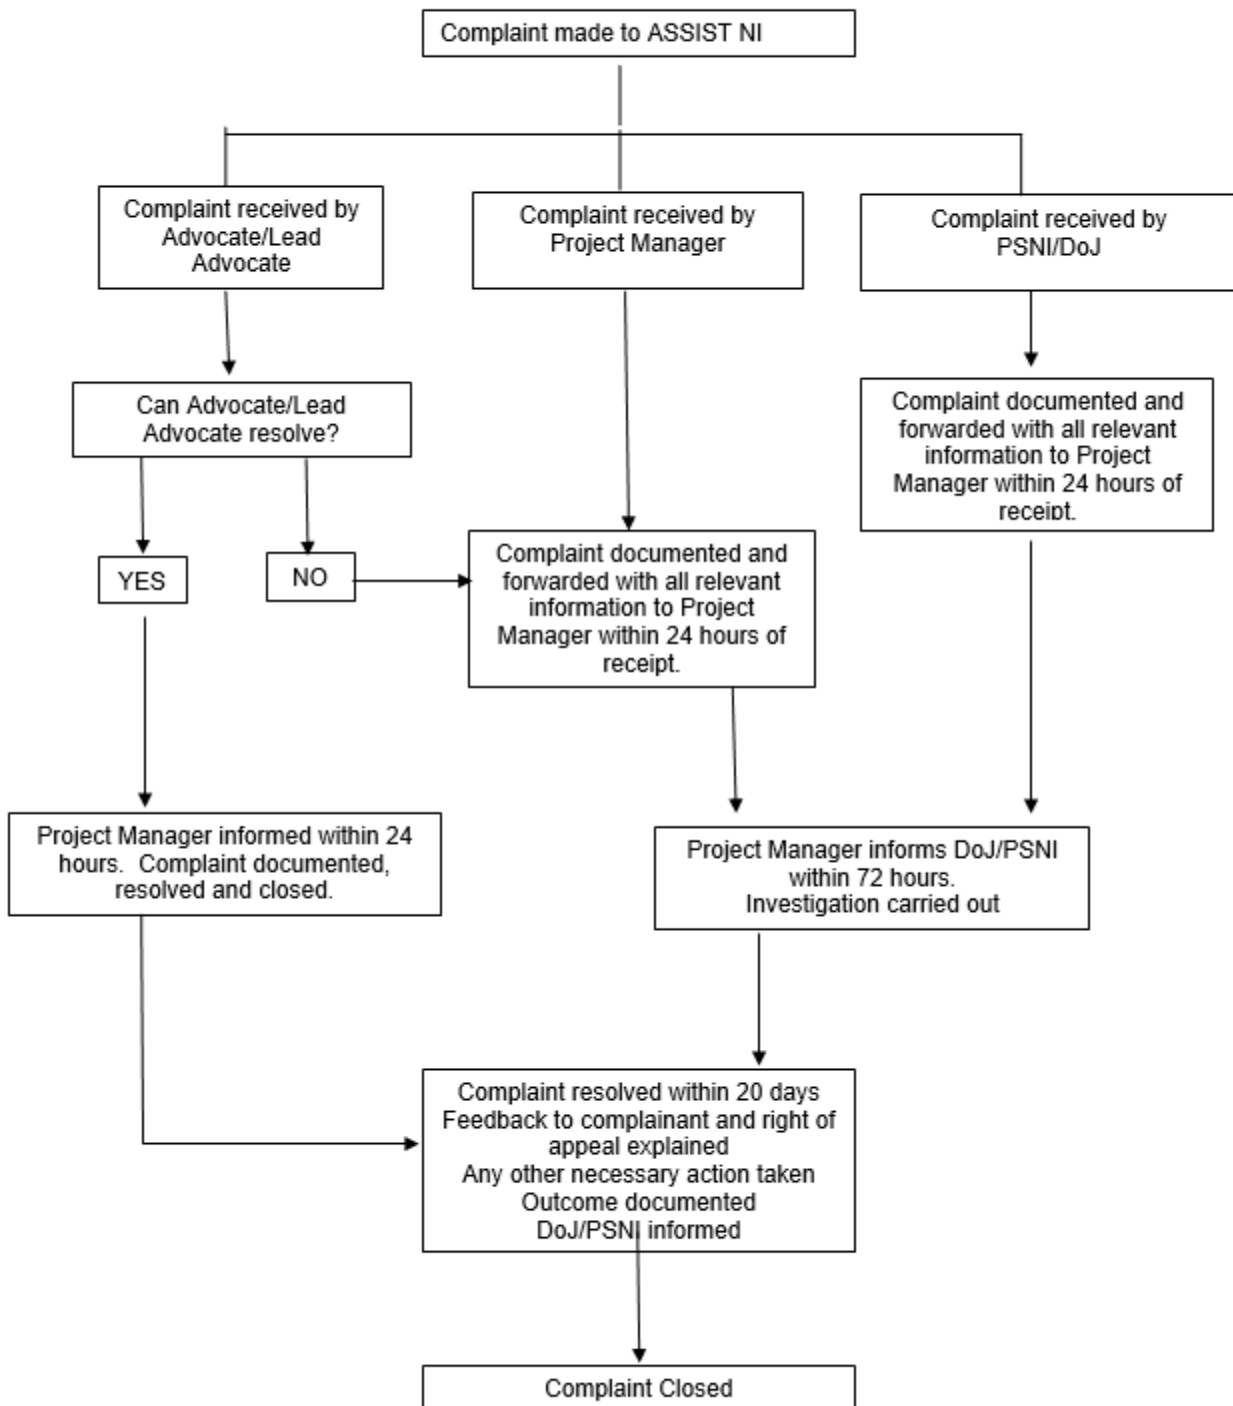 Complaint made to ASSIST NI
Complaint received by
Advocate/Lead
Advocate
Complaint received by
Project Manager
Complaint received by
PSNI/DoJ
Can Advocate/Lead
Advocate resolve?
Complaint documented and
forwarded with all relevant
information to Project
Manager within 24 hours of
receipt.
YES
NO
Complaint documented and
forwarded with all relevant
information to Project
Manager within 24 hours of
receipt.
Project Manager informed within 24
hours.  Complaint documented,
resolved and closed.
Project Manager informs DoJ/PSNI
within 72 hours.
Investigation carried out
Complaint resolved within 20 days
Feedback to complainant and right of
appeal explained
Any other necessary action taken
Outcome documented
DoJ/PSNI informed
Complaint Closed